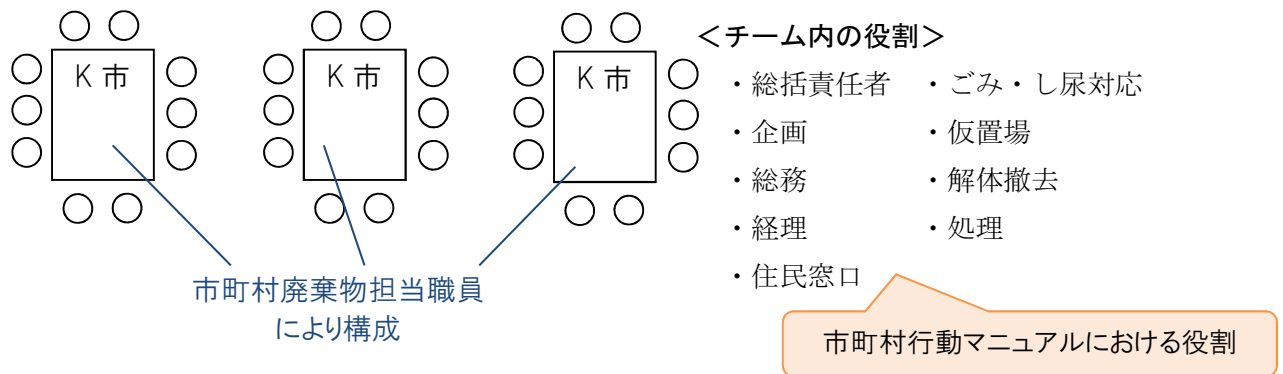 K市
K市
K市
市町村廃棄物担当職員
により構成
＜チーム内の役割＞
・総括責任者 ・ごみ・し尿対応
・企画 ・仮置場
・総務 ・解体撤去
・経理 ・処理
・住民窓口
市町村行動マニュアルにおける役割